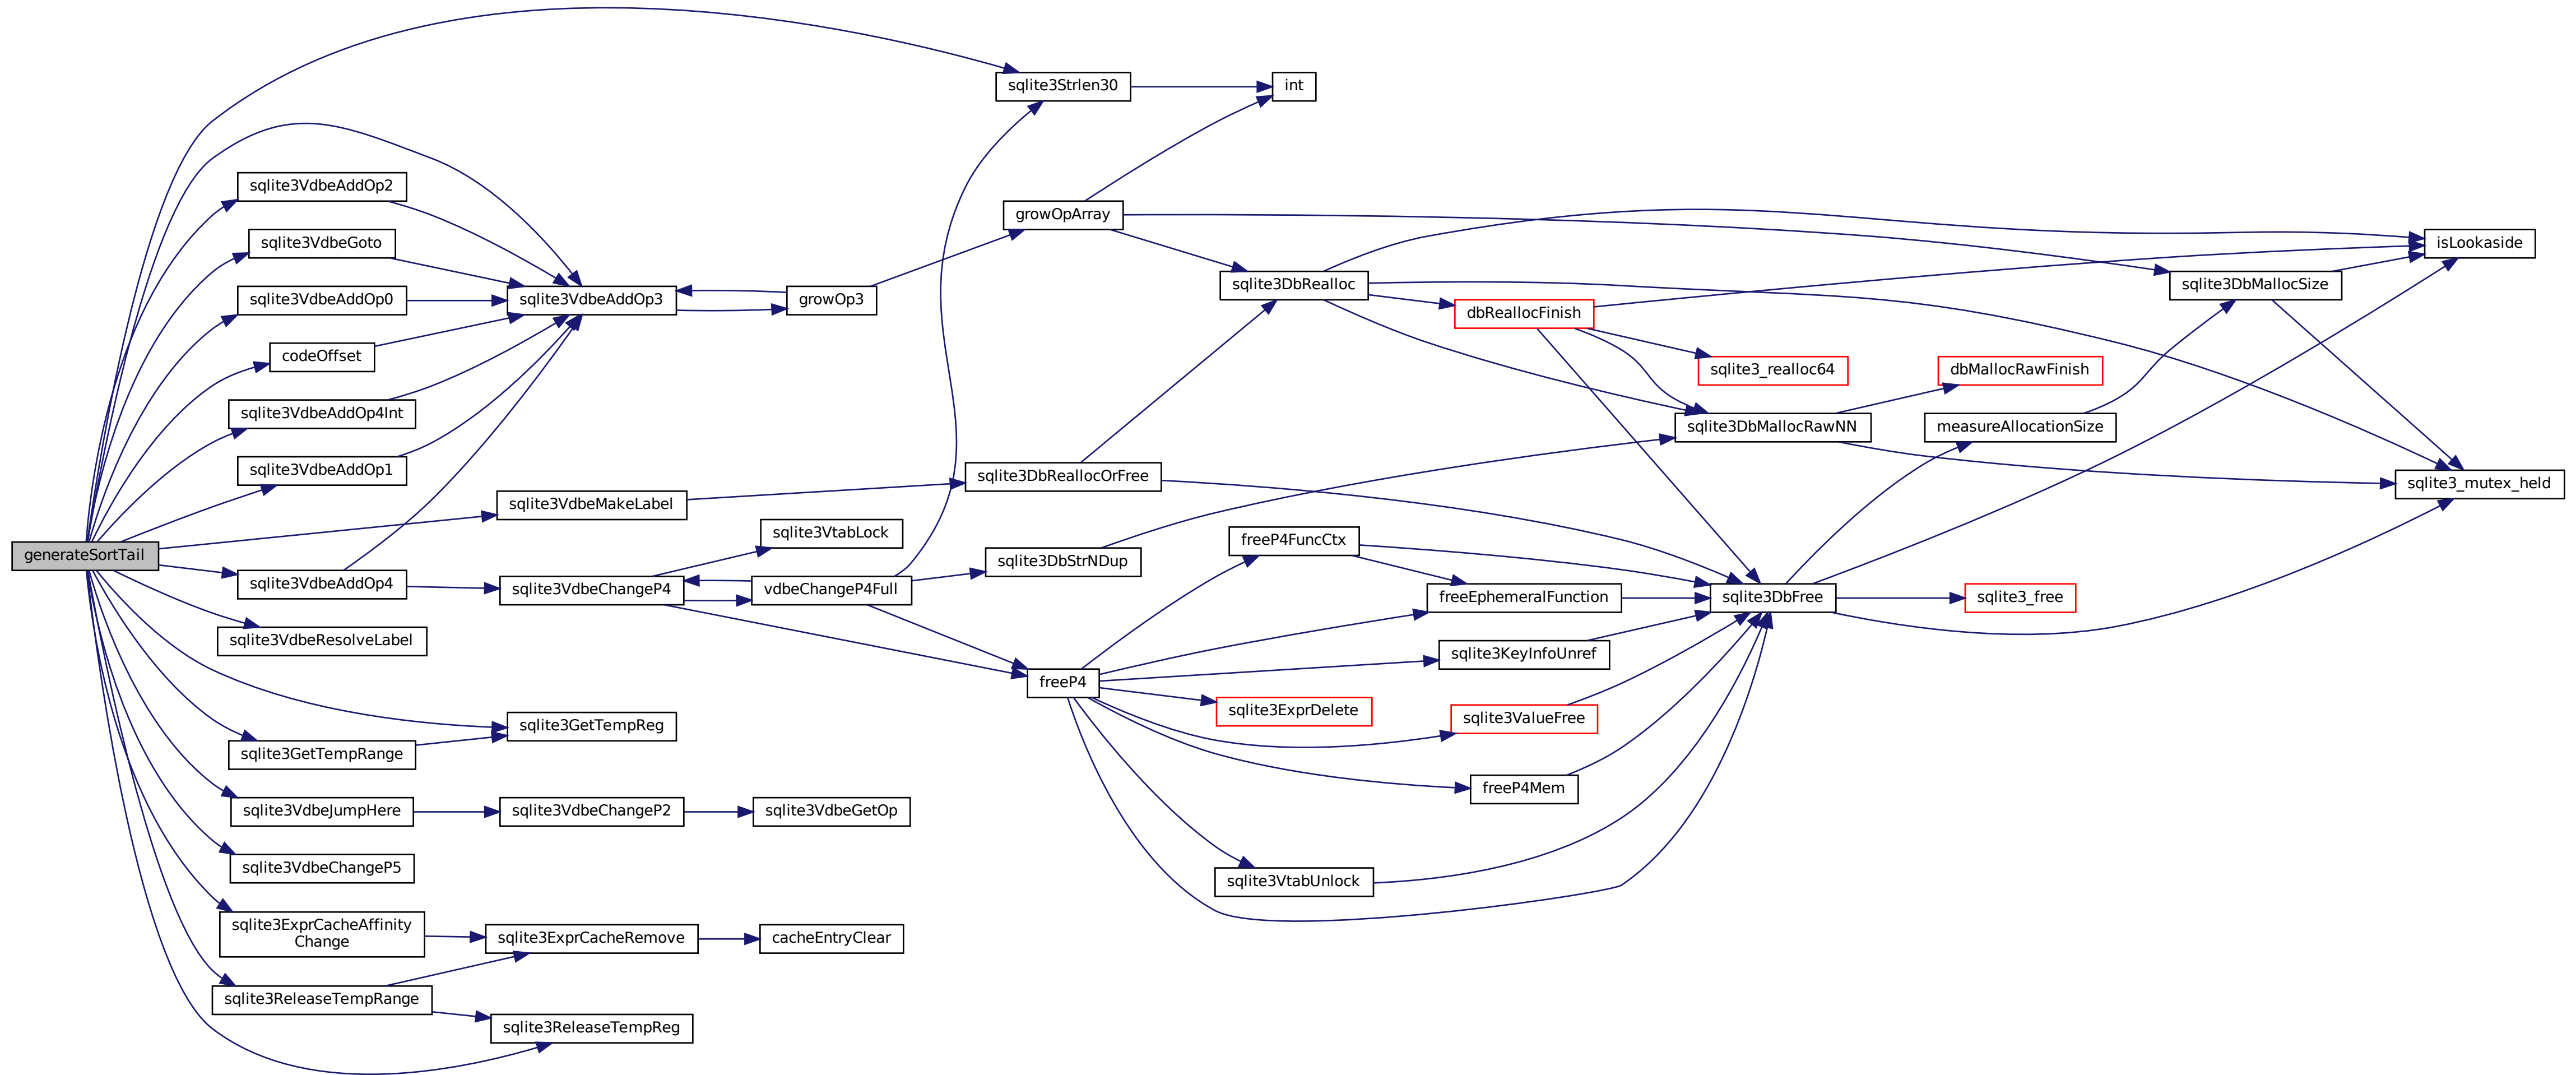 generateSortTail
sqlite3VdbeAddOp2
sqlite3VdbeGoto
sqlite3VdbeAddOp0
codeOffset
sqlite3VdbeAddOp4Int
sqlite3VdbeAddOp1
sqlite3VdbeAddOp4
sqlite3VdbeResolveLabel
sqlite3GetTempRange
sqlite3VdbeJumpHere
sqlite3VdbeChangeP5
sqlite3ExprCacheAffinity
Change
sqlite3ReleaseTempRange
sqlite3VdbeAddOp3
sqlite3VdbeMakeLabel
sqlite3VdbeChangeP4
sqlite3GetTempReg
sqlite3VdbeChangeP2
sqlite3ExprCacheRemove
sqlite3ReleaseTempReg
growOp3
sqlite3VtabLock
vdbeChangeP4Full
sqlite3VdbeGetOp
cacheEntryClear
sqlite3Strlen30
growOpArray
sqlite3DbReallocOrFree
sqlite3DbStrNDup
freeP4
int
sqlite3DbRealloc
freeP4FuncCtx
sqlite3ExprDelete
sqlite3VtabUnlock
dbReallocFinish
freeEphemeralFunction
sqlite3KeyInfoUnref
sqlite3ValueFree
freeP4Mem
sqlite3_realloc64
sqlite3DbMallocRawNN
sqlite3DbFree
dbMallocRawFinish
measureAllocationSize
sqlite3_free
sqlite3DbMallocSize
isLookaside
sqlite3_mutex_held